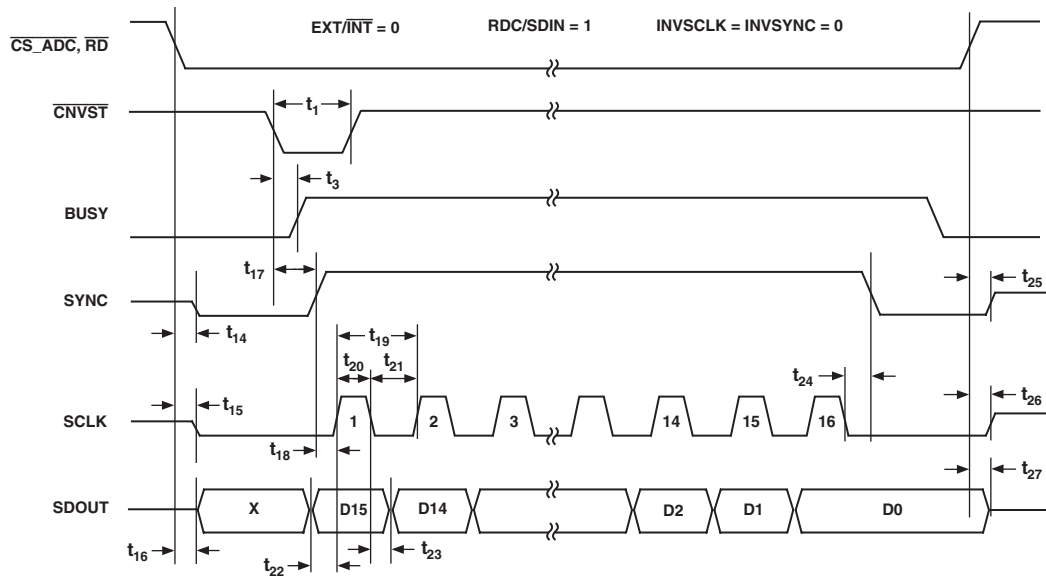 EXT/INT = 0 RDC/SDIN = 1 INVSCLK = INVSYNC = 0
CS_ADC, RD
CNVST
t1
t3
BUSY
t17
SYNC
t25
t14
t19
t20 t21
t24
t15
t26
SCLK
1 2 3 14 15 16
t18
t27
SDOUT
X D15 D14 D2 D1 D0
t16
t22
t23